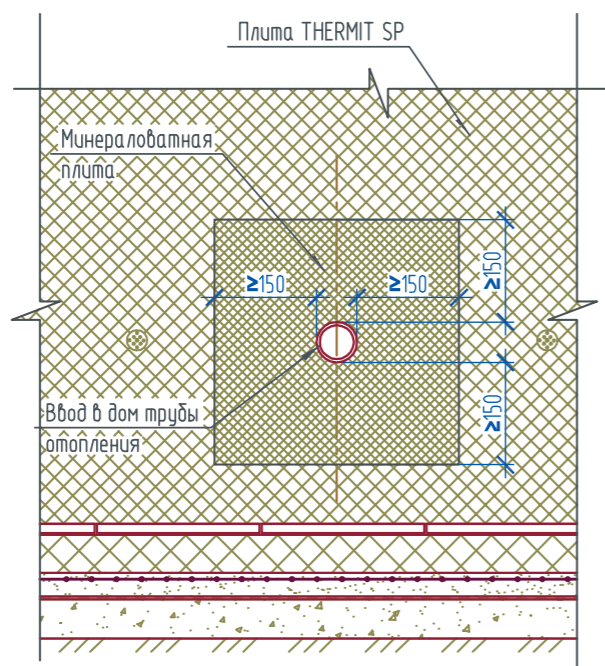 Плита THERMIT SP
Минераловатная
плита
≥150
≥150
≥150
≥150
Ввод в дом трубы
отопления